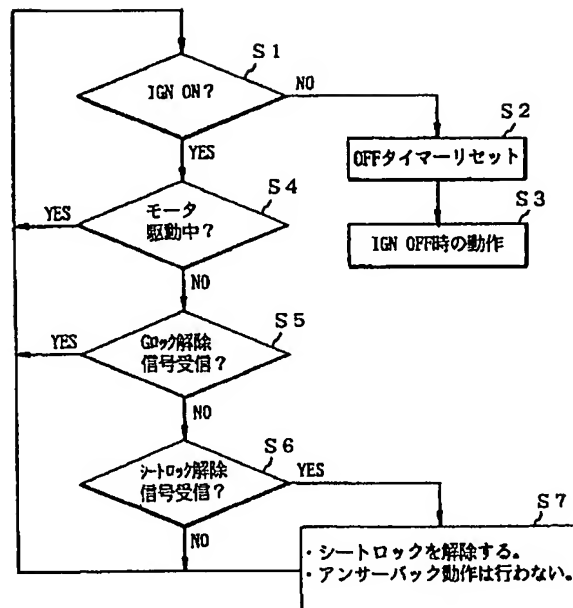 S1
IGN ON?
NO
S2
YES
OFFタイマーリセット
S4
S3
YES
モータ
駆動中?
IGN OFF時の動作
NO
S5
YES
Gロック解除
信号受信?
NO
S6
シートロック解除
信号受信?
YES
S7
NO
・シートロックを解除する。
・アンサーバック動作は行わない。